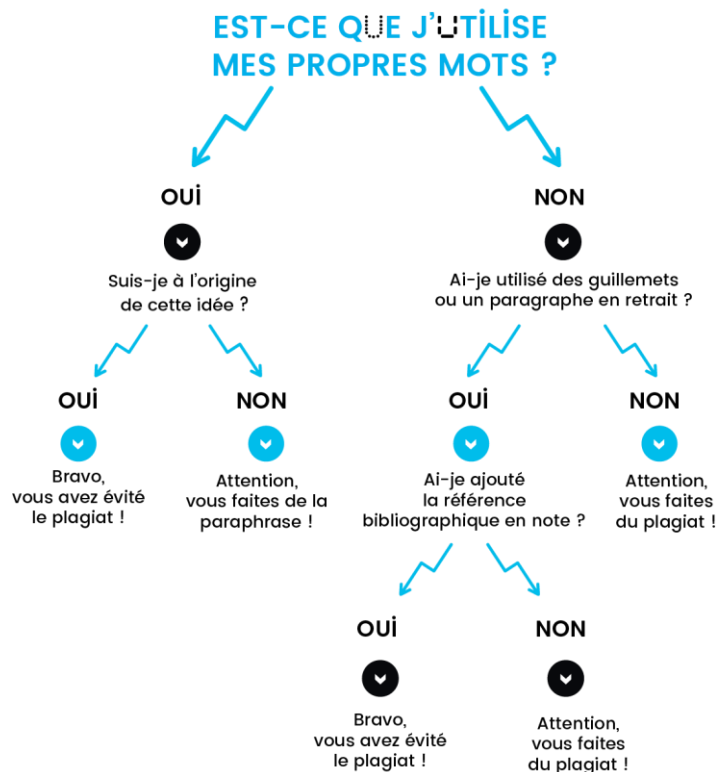 EST-CE QUE J'UTILISE
MES PROPRES MOTS ?
OUI
NON
Suis-je à l'origine
de cette idée ?
Ai-je utilisé des guillemets
ou un paragraphe en retrait ?
OUI
NON
OUI
NON
Bravo,
vous avez évité
le plagiat !
Attention,
vous faites de la
paraphrase !
Ai-je ajouté
la référence
bibliographique en note ?
Attention,
vous faites
du plagiat !
OUI
NON
Bravo,
vous avez évité
le plagiat !
Attention,
vous faites
du plagiat !